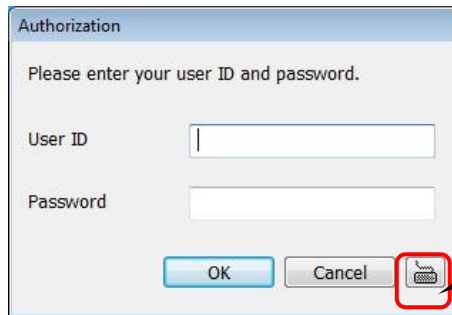 Authorization
Please enter your user ID and password.
User ID
Password
OK Cancel